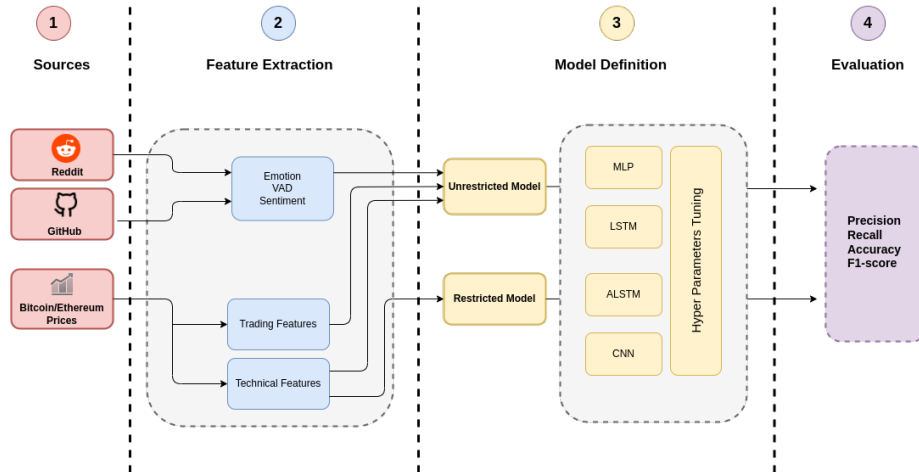 1
2
3
4
Sources
Feature Extraction
Model Definition
Evaluation
Reddit
GitHub
Bitcoin/Ethereum
Prices
Emotion
VAD
Sentiment
Trading Features
Technical Features
Unrestricted Model
Restricted Model
MLP
LSTM
ALSTM
CNN
Hyper Parameters Tuning
Precision
Recall
Accuracy
F1-score